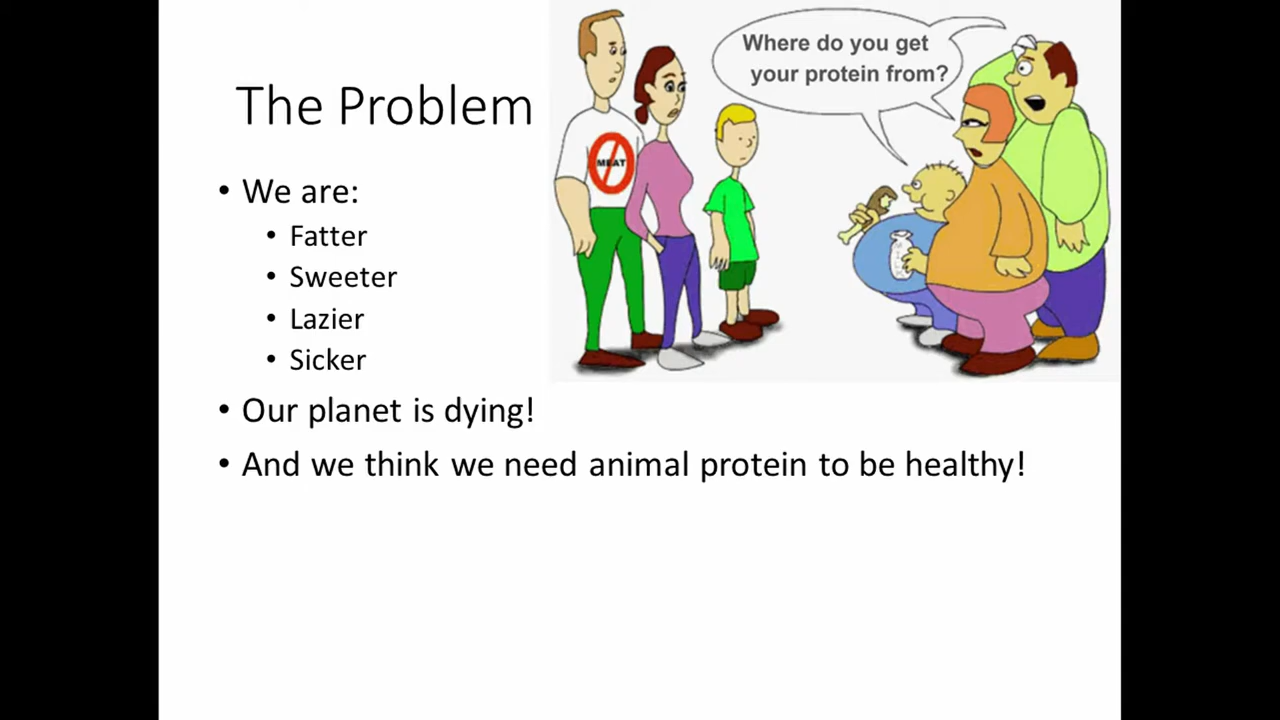 The Problem
• We are:
• Fatter
• Sweeter
• Lazier
• Sicker
• Our planet is dying!
• And we think we need animal protein to be healthy!
Where do you get
your protein from?
MEAT